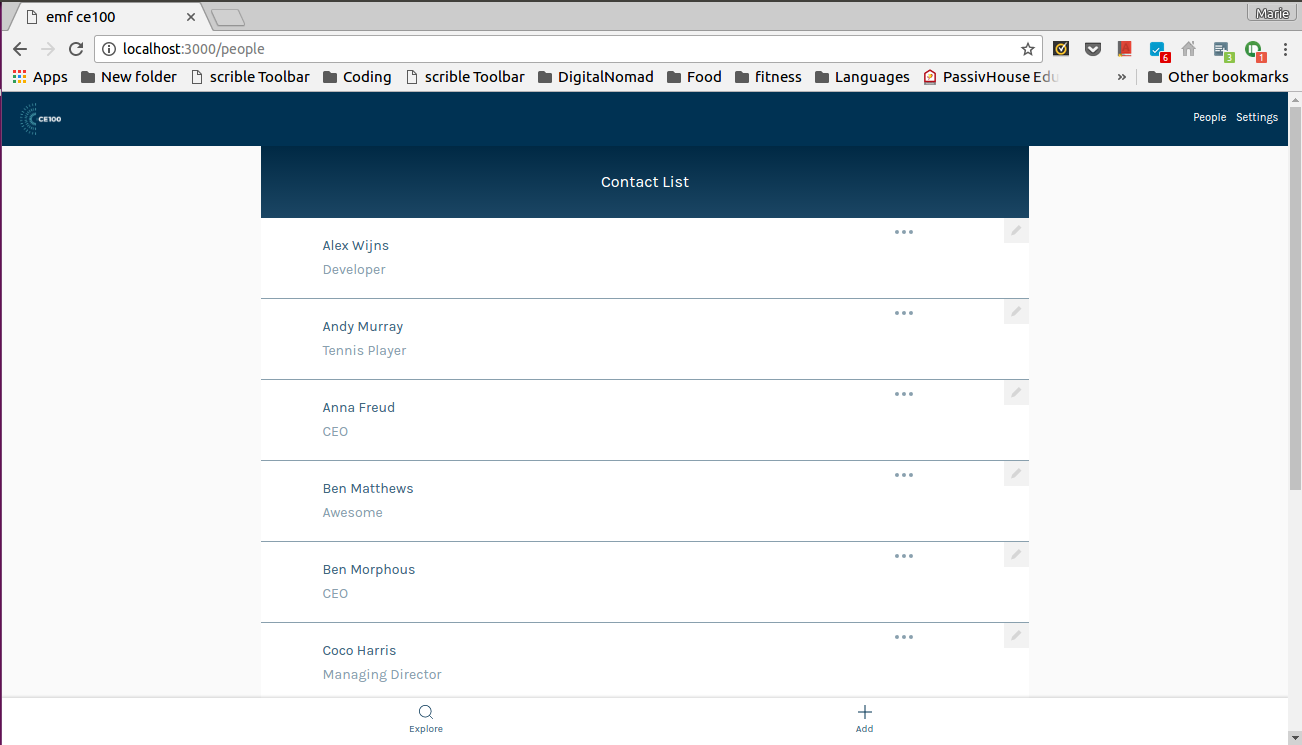 emf ce100
Marie
localhost:3000/people
6
3
1
Apps New folder scrible Toolbar Coding scrible Toolbar DigitalNomad Food fitness Languages PassivHouse Edu » Other bookmarks
CE100
People Settings
Contact List
Alex Wijns
Developer
Andy Murray
Tennis Player
Anna Freud
CEO
Ben Matthews
Awesome
Ben Morphous
CEO
Coco Harris
Managing Director
Explore Add